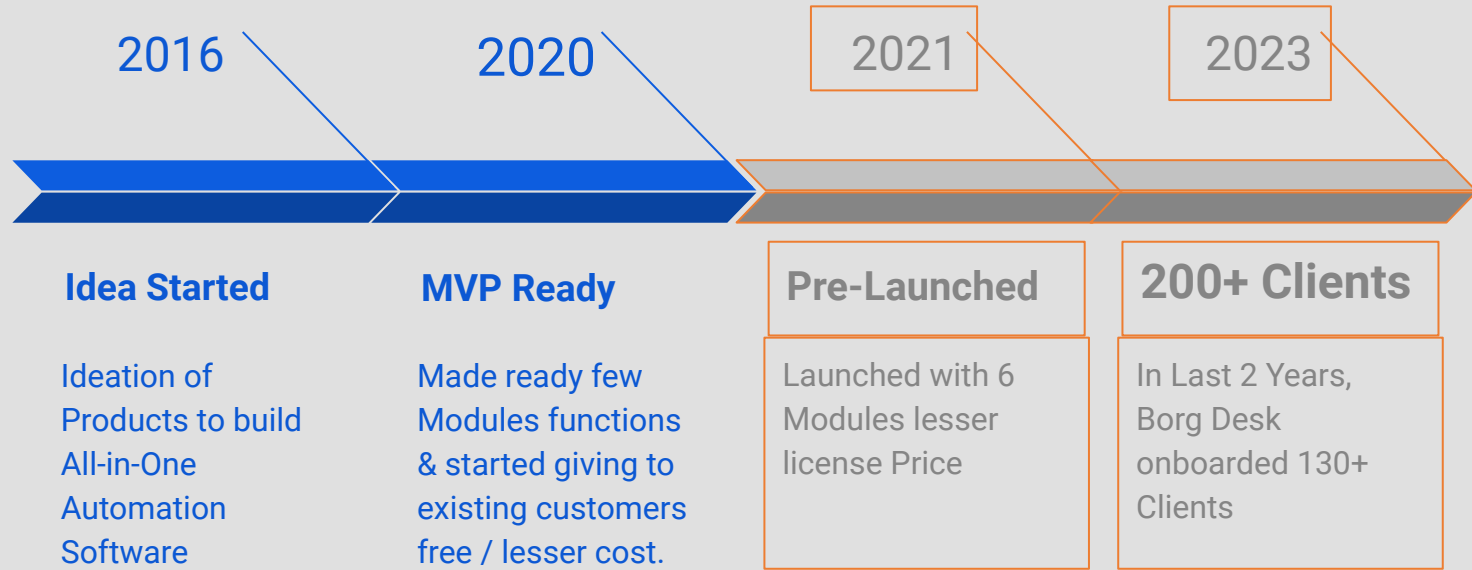 2016
2020
2021
2023
Idea Started
MVP Ready
Pre-Launched
200+ Clients
Ideation of
Products to build
All-in-One
Automation
Software
Made ready few
Modules functions
& started giving to
existing customers
free / lesser cost.
Launched with 6
Modules lesser
license Price
In Last 2 Years,
Borg Desk
onboarded 130+
Clients